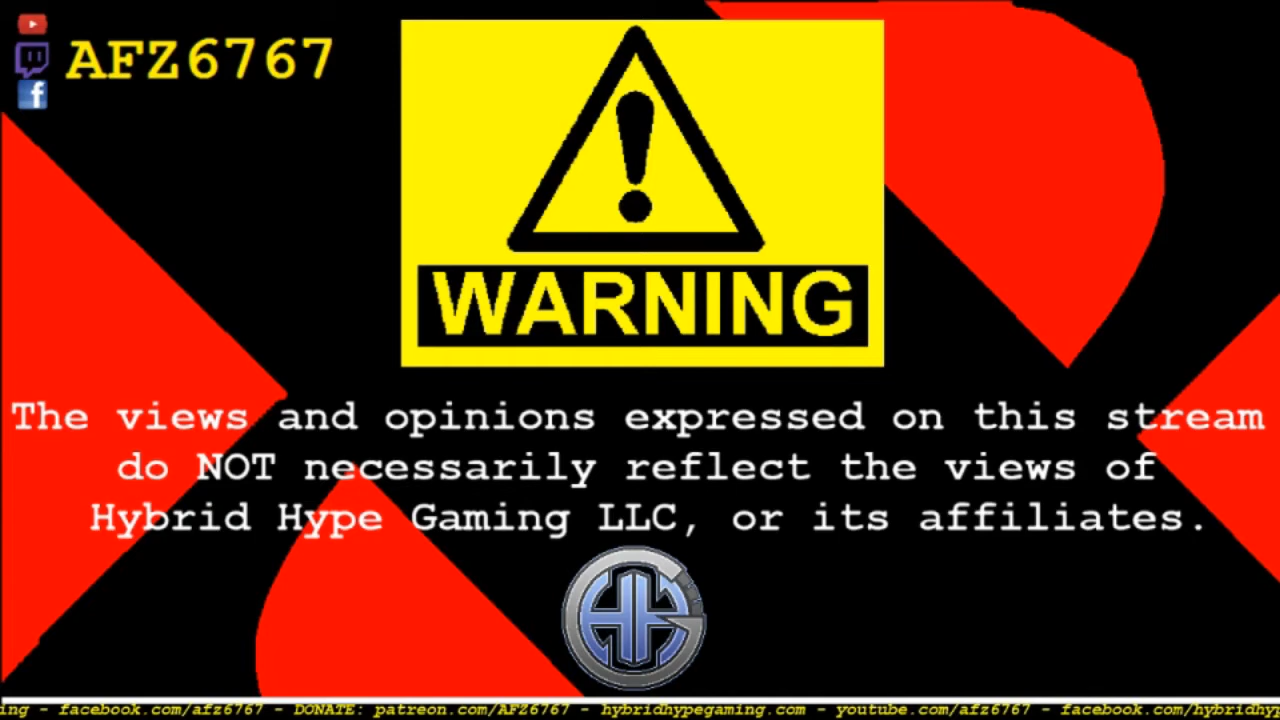 AFZ6767
WARNING
The views and opinions expressed on this stream
do NOT necessarily reflect the views of
Hybrid Hype Gaming LLC, or its affiliates.
ing - facebook.com/afz6767 - DONATE: patreon.com/AFZ6767 - hybridhypegaming.com - youtube.com/afz6767 - facebook.com/hybridhyp